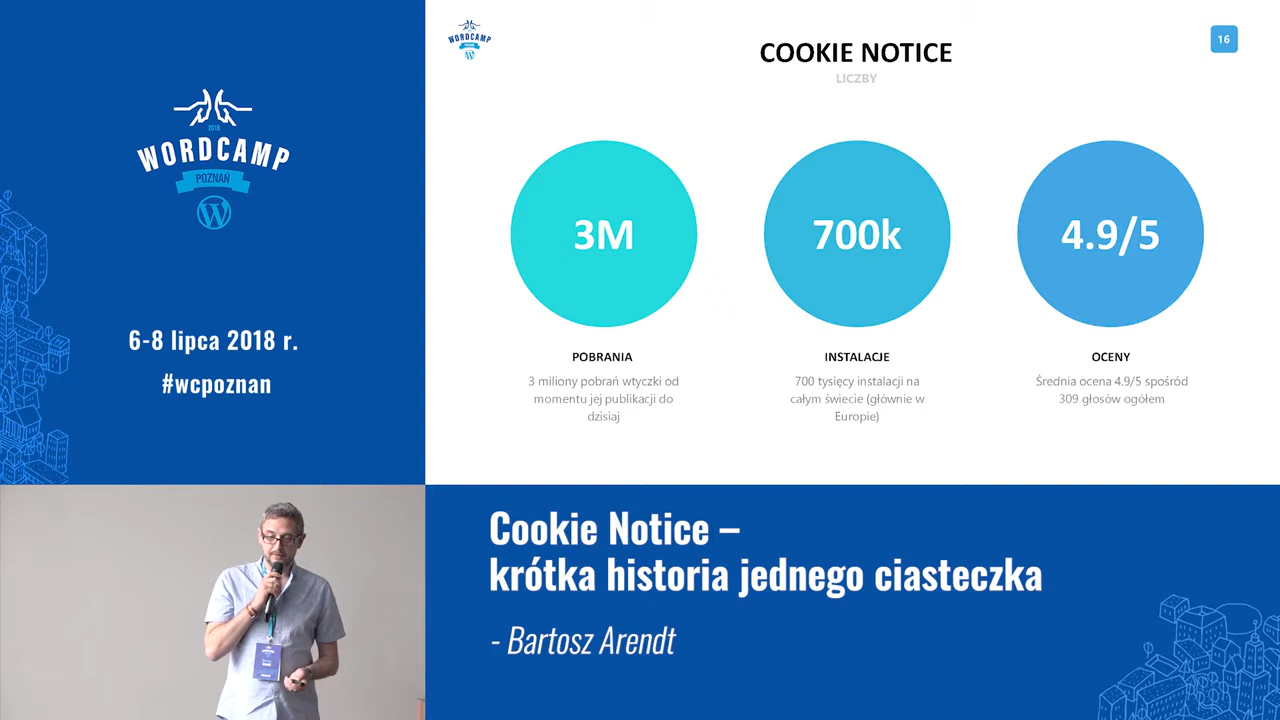 2018
WORDCAMP
POZNAŃ
6-8 lipca 2018 r.
#wcpoznan
WORDCAMP
16
COOKIE NOTICE
LICZBY
3M
700k
4.9/5
POBRANIA
3 miliony pobrań wtyczki od
momentu jej publikacji do
dzisiaj
INSTALACJE
700 tysięcy instalacji na
całym świecie (głównie w
Europie)
OCENY
Średnia ocena 4.9/5 spośród
309 głosów ogółem
Cookie Notice –
krótka historia jednego ciasteczka
- Bartosz Arendt